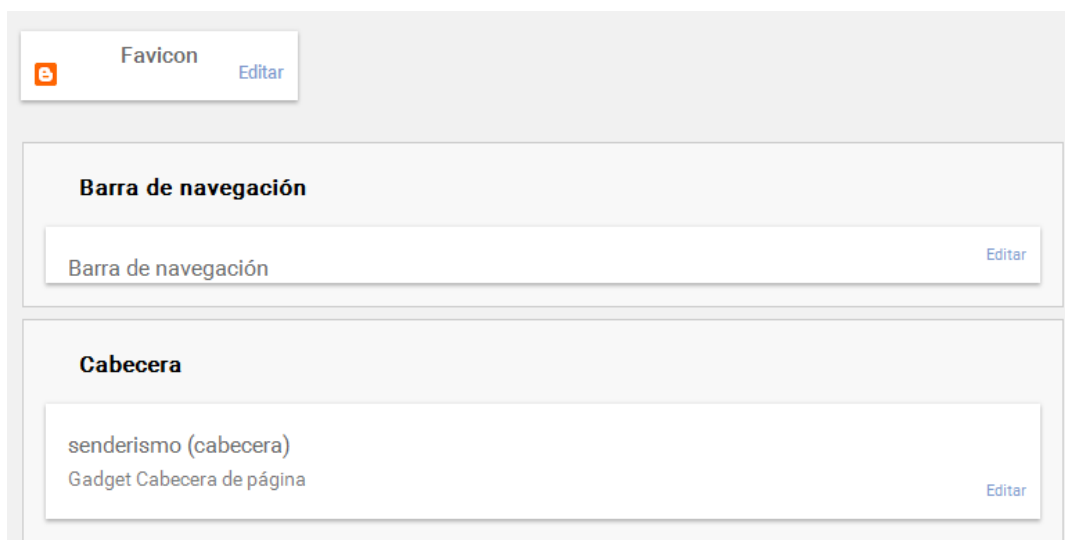 Favicon
Editar
Barra de navegación
Barra de navegación
Editar
Cabecera
senderismo (cabecera)
Gadget Cabecera de página
Editar